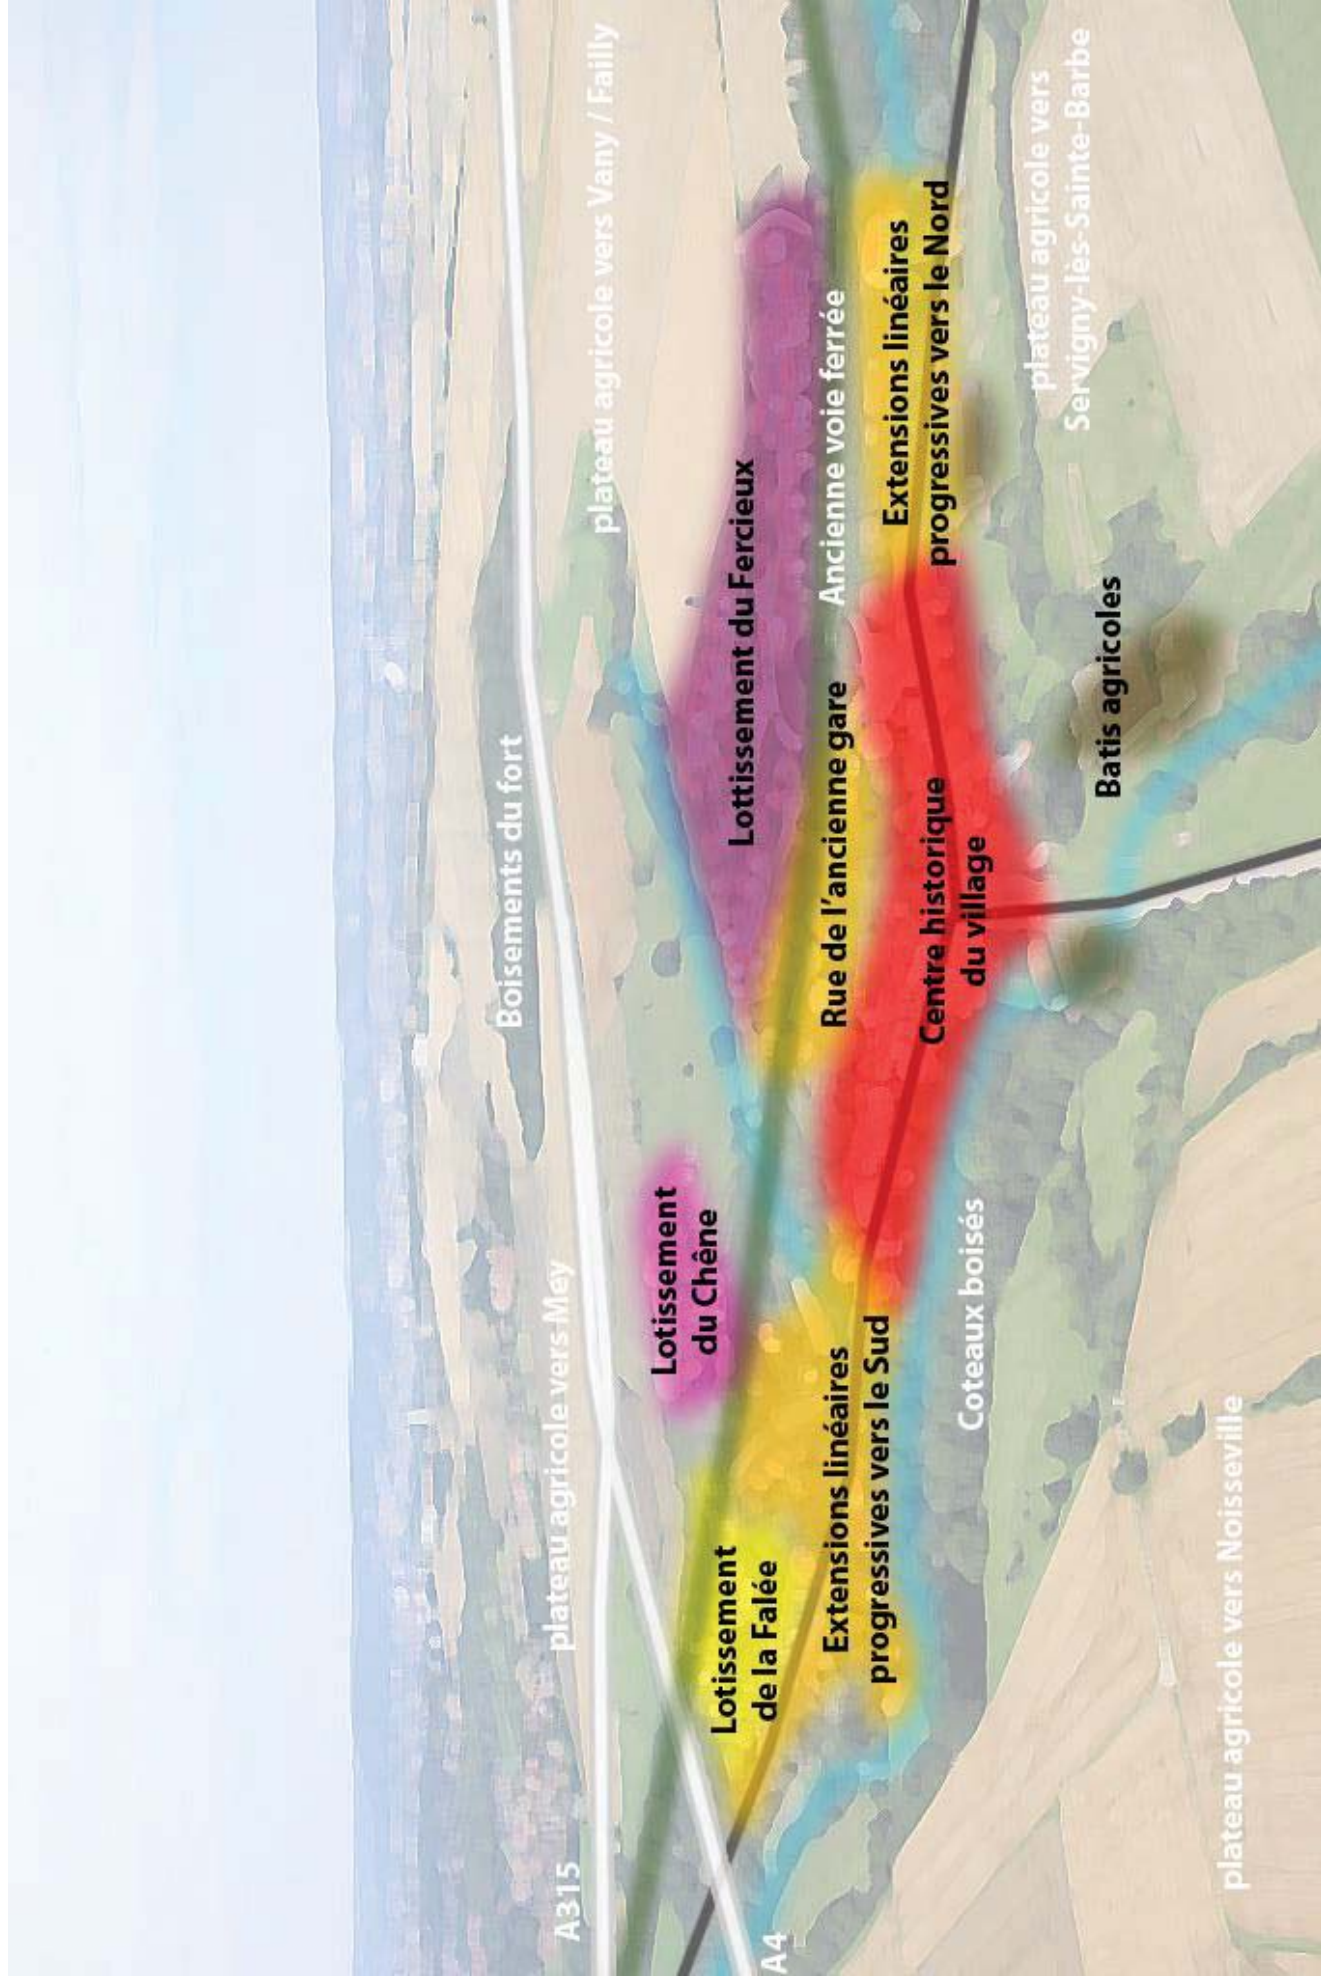 A315
plateau agricole vers Mey
Boisements du fort
plateau agricole vers Vany / Failly
A4
Lotissement
de la Falée
Lotissement
du Chêne
Lottissement du Fercieux
Extensions linéaires
progressives vers le Sud
Rue de l'ancienne gare
Ancienne voie ferrée
Centre historique
du village
Extensions linéaires
progressives vers le Nord
Coteaux boisés
Batis agricoles
plateau agricole vers
Servigny-lès-Sainte-Barbe
plateau agricole vers Noisseville